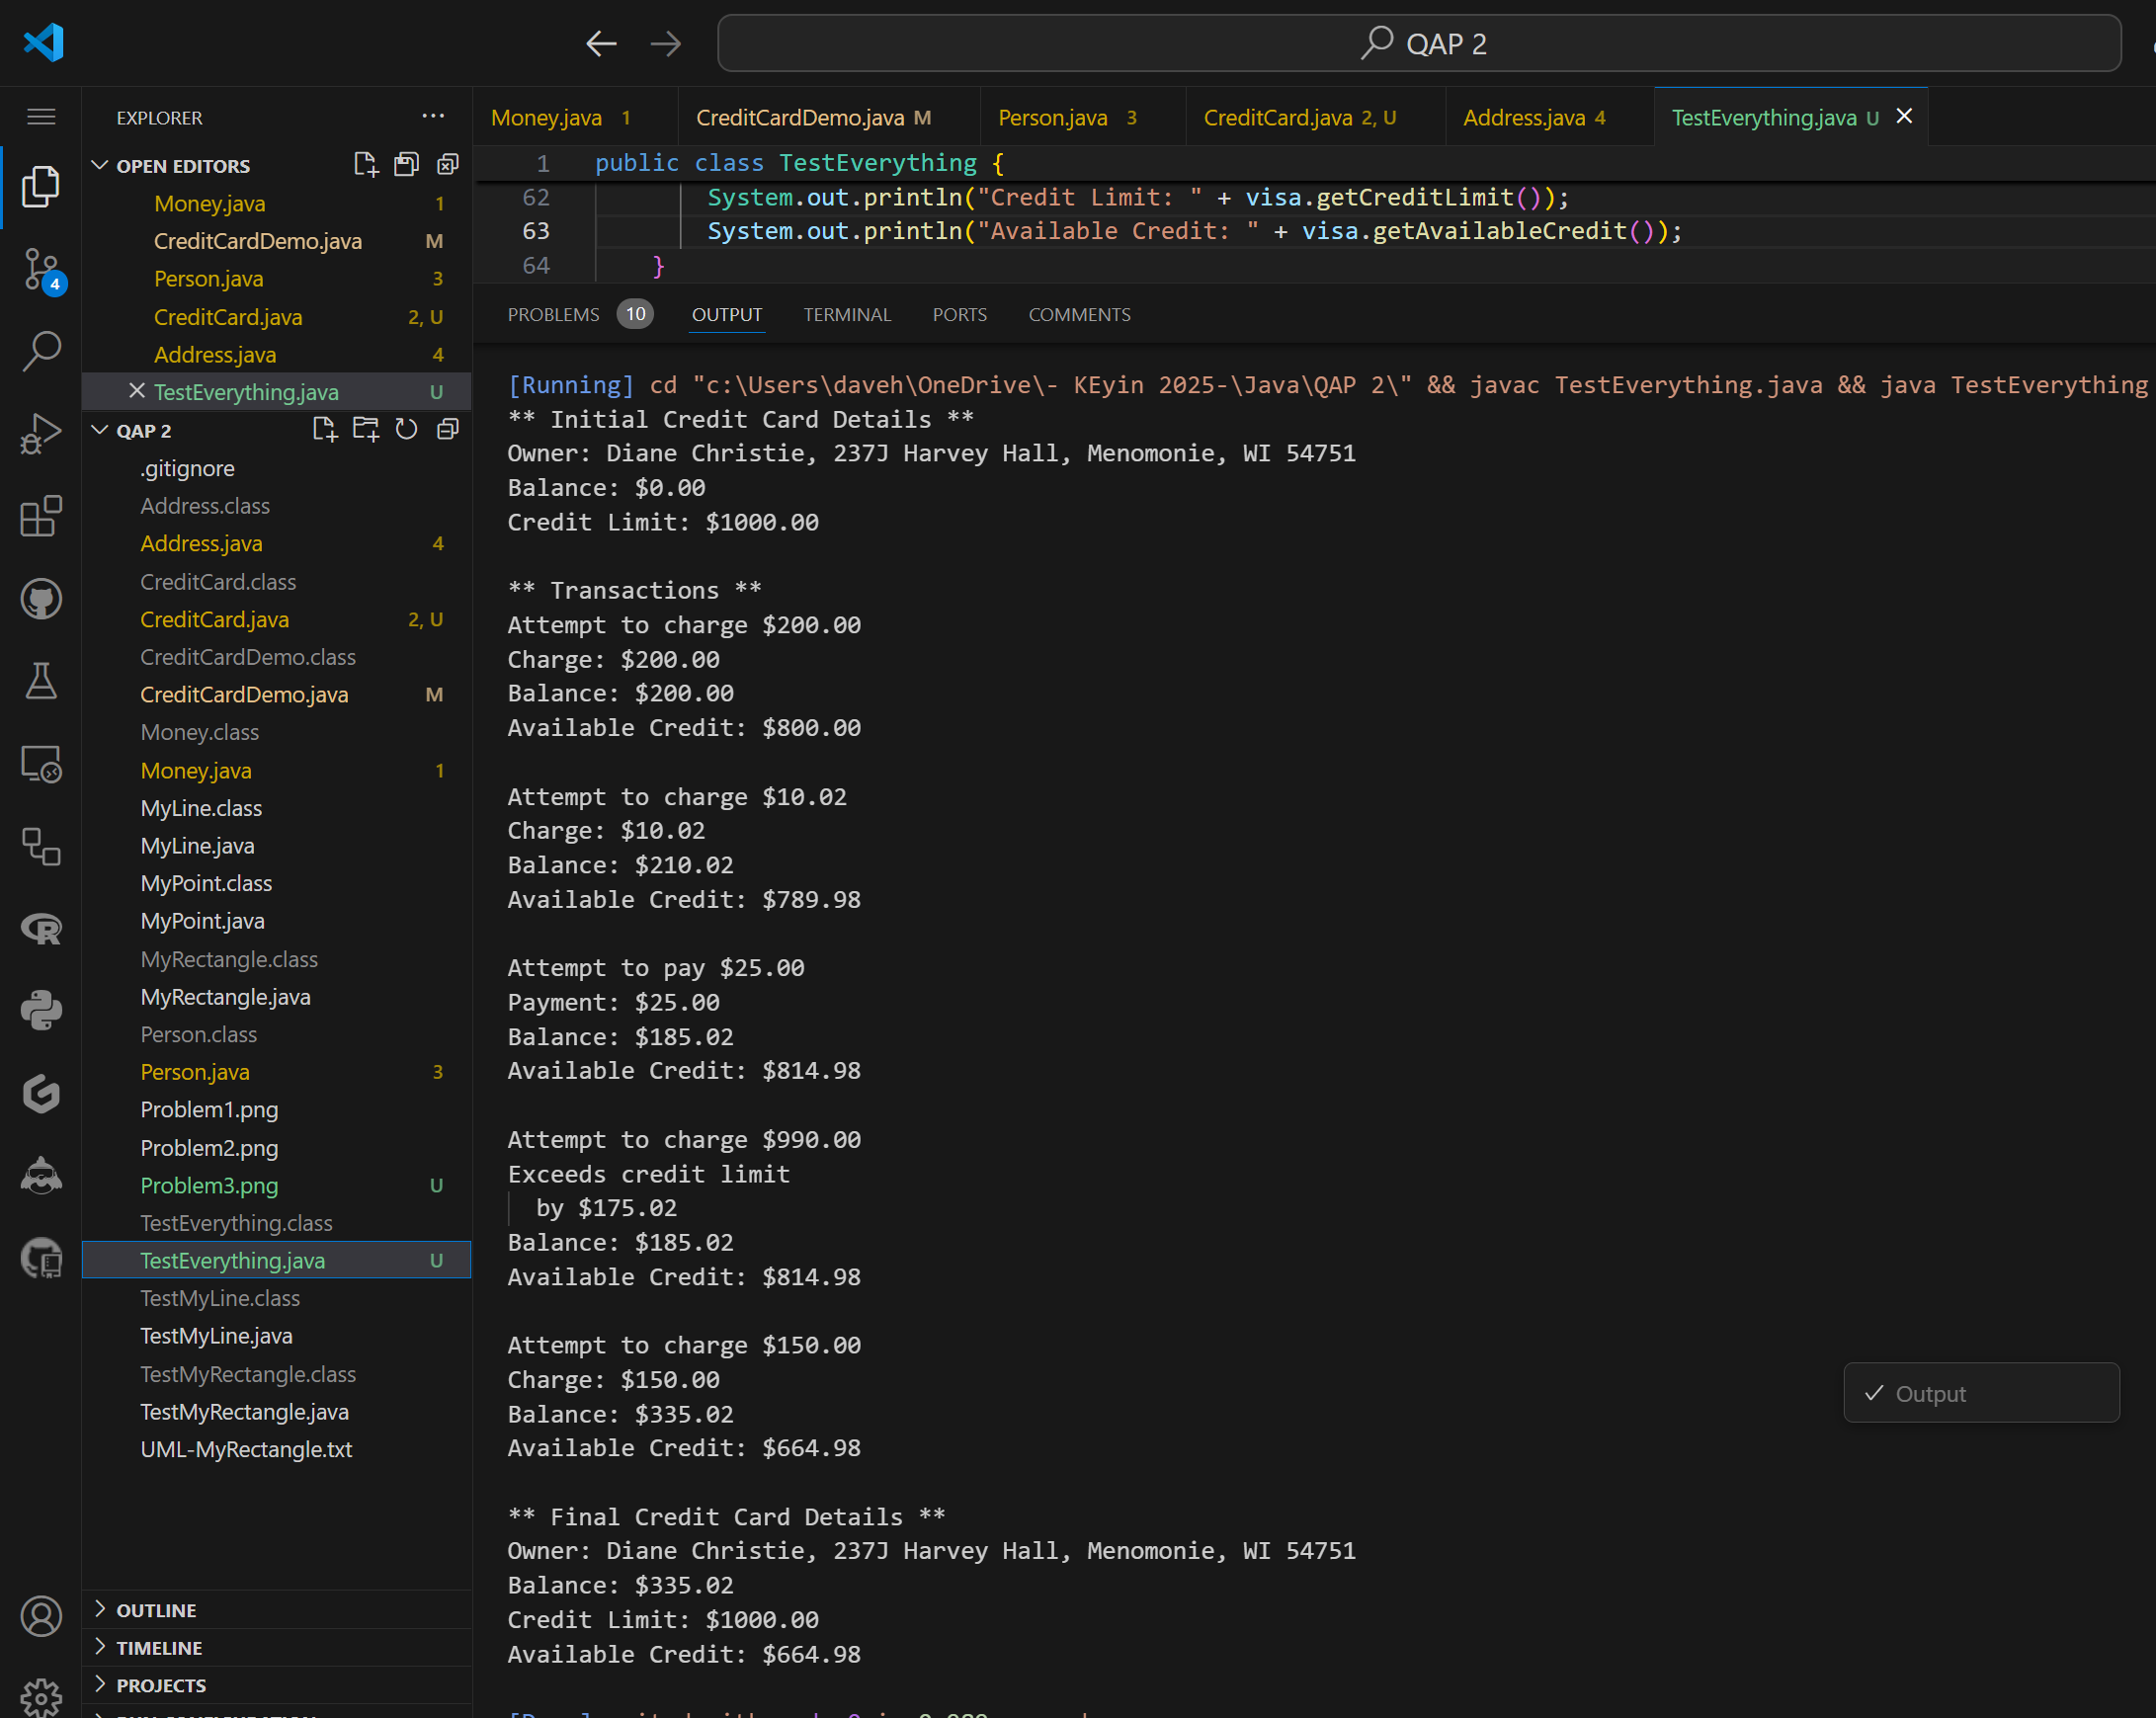 QAP 2
EXPLORER
OPEN EDITORS
Money.java 1
CreditCardDemo.java M
Person.java 3
CreditCard.java 2, U
Address.java 4
TestEverything.java U
QAP 2
.gitignore
Address.class
Address.java 4
CreditCard.class
CreditCard.java 2, U
CreditCardDemo.class
CreditCardDemo.java M
Money.class
Money.java 1
MyLine.class
MyLine.java
MyPoint.class
MyPoint.java
MyRectangle.class
MyRectangle.java
Person.class
Person.java 3
Problem1.png
Problem2.png
Problem3.png U
TestEverything.class
TestEverything.java U
TestMyLine.class
TestMyLine.java
TestMyRectangle.class
TestMyRectangle.java
UML-MyRectangle.txt
OUTLINE
TIMELINE
PROJECTS
4
Money.java 1 CreditCardDemo.java M Person.java 3 CreditCard.java 2, U Address.java 4 TestEverything.java U
1 public class TestEverything {
62 System.out.println("Credit Limit: " + visa.getCreditLimit());
63 System.out.println("Available Credit: " + visa.getAvailableCredit());
64 }
PROBLEMS 10 OUTPUT TERMINAL PORTS COMMENTS
[Running] cd "c:\Users\daveh\OneDrive\- KEyin 2025-\Java\QAP 2\" && javac TestEverything.java && java TestEverything
** Initial Credit Card Details **
Owner: Diane Christie, 237J Harvey Hall, Menomonie, WI 54751
Balance: $0.00
Credit Limit: $1000.00
** Transactions **
Attempt to charge $200.00
Charge: $200.00
Balance: $200.00
Available Credit: $800.00
Attempt to charge $10.02
Charge: $10.02
Balance: $210.02
Available Credit: $789.98
Attempt to pay $25.00
Payment: $25.00
Balance: $185.02
Available Credit: $814.98
Attempt to charge $990.00
Exceeds credit limit
by $175.02
Balance: $185.02
Available Credit: $814.98
Attempt to charge $150.00
Charge: $150.00
Balance: $335.02
Available Credit: $664.98
** Final Credit Card Details **
Owner: Diane Christie, 237J Harvey Hall, Menomonie, WI 54751
Balance: $335.02
Credit Limit: $1000.00
Available Credit: $664.98
Output